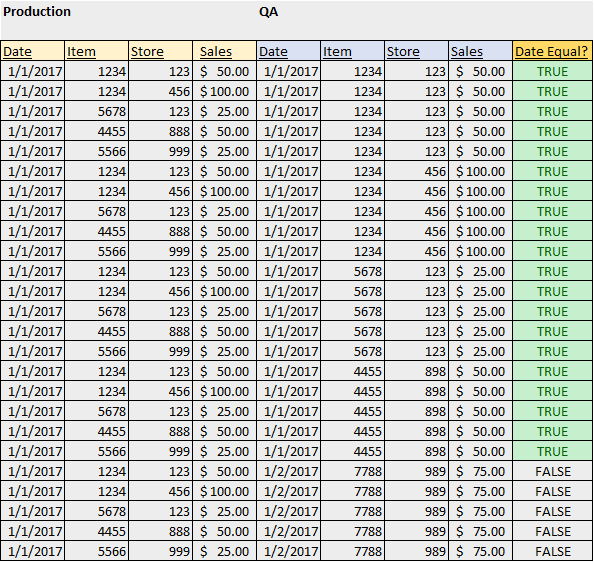 Production QA
Date Item Store Sales Date Item Store Sales Date Equal?
1/1/2017 1234 123 $ 50.00 1/1/2017 1234 123 $ 50.00 TRUE
1/1/2017 1234 456 $100.00 1/1/2017 1234 123 $ 50.00 TRUE
1/1/2017 5678 123 $ 25.00 1/1/2017 1234 123 $ 50.00 TRUE
1/1/2017 4455 888 $ 50.00 1/1/2017 1234 123 $ 50.00 TRUE
1/1/2017 5566 999 $ 25.00 1/1/2017 1234 123 $ 50.00 TRUE
1/1/2017 1234 123 $ 50.00 1/1/2017 1234 456 $100.00 TRUE
1/1/2017 1234 456 $100.00 1/1/2017 1234 456 $100.00 TRUE
1/1/2017 5678 123 $ 25.00 1/1/2017 1234 456 $100.00 TRUE
1/1/2017 4455 888 $ 50.00 1/1/2017 1234 456 $100.00 TRUE
1/1/2017 5566 999 $ 25.00 1/1/2017 1234 456 $100.00 TRUE
1/1/2017 1234 123 $ 50.00 1/1/2017 5678 123 $ 25.00 TRUE
1/1/2017 1234 456 $100.00 1/1/2017 5678 123 $ 25.00 TRUE
1/1/2017 5678 123 $ 25.00 1/1/2017 5678 123 $ 25.00 TRUE
1/1/2017 4455 888 $ 50.00 1/1/2017 5678 123 $ 25.00 TRUE
1/1/2017 5566 999 $ 25.00 1/1/2017 5678 123 $ 25.00 TRUE
1/1/2017 1234 123 $ 50.00 1/1/2017 4455 898 $ 50.00 TRUE
1/1/2017 1234 456 $100.00 1/1/2017 4455 898 $ 50.00 TRUE
1/1/2017 5678 123 $ 25.00 1/1/2017 4455 898 $ 50.00 TRUE
1/1/2017 4455 888 $ 50.00 1/1/2017 4455 898 $ 50.00 TRUE
1/1/2017 5566 999 $ 25.00 1/1/2017 4455 898 $ 50.00 TRUE
1/1/2017 1234 123 $ 50.00 1/2/2017 7788 989 $ 75.00 FALSE
1/1/2017 1234 456 $100.00 1/2/2017 7788 989 $ 75.00 FALSE
1/1/2017 5678 123 $ 25.00 1/2/2017 7788 989 $ 75.00 FALSE
1/1/2017 4455 888 $ 50.00 1/2/2017 7788 989 $ 75.00 FALSE
1/1/2017 5566 999 $ 25.00 1/2/2017 7788 989 $ 75.00 FALSE